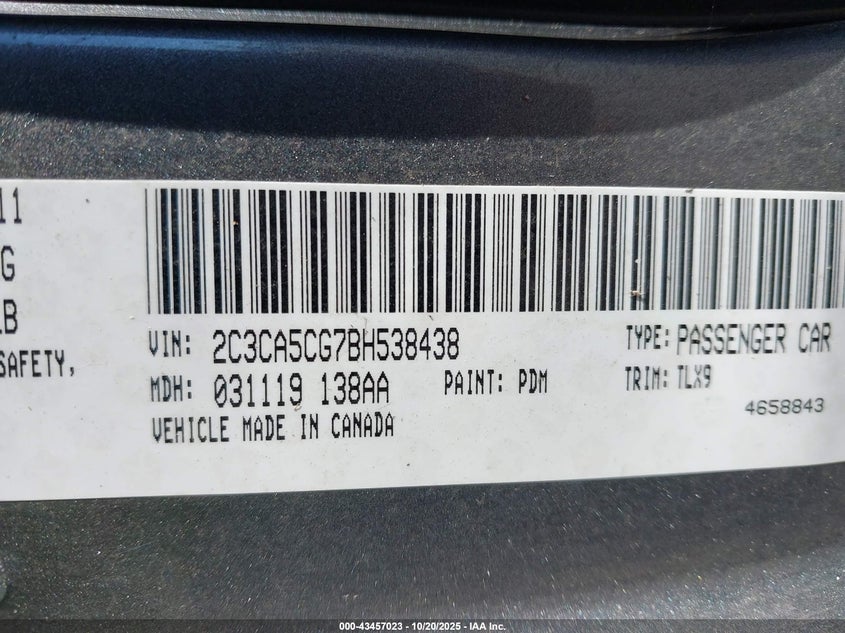 11
G
LB
SAFETY,
VIN: 2C3CA5CG7BH538438
TYPE: PASSENGER CAR
MDH: 031119 138AA
PAINT: PDM
TRIM: TLX9
VEHICLE MADE IN CANADA
4658843
000-43457023 | 10/20/2025 | IAA Inc.